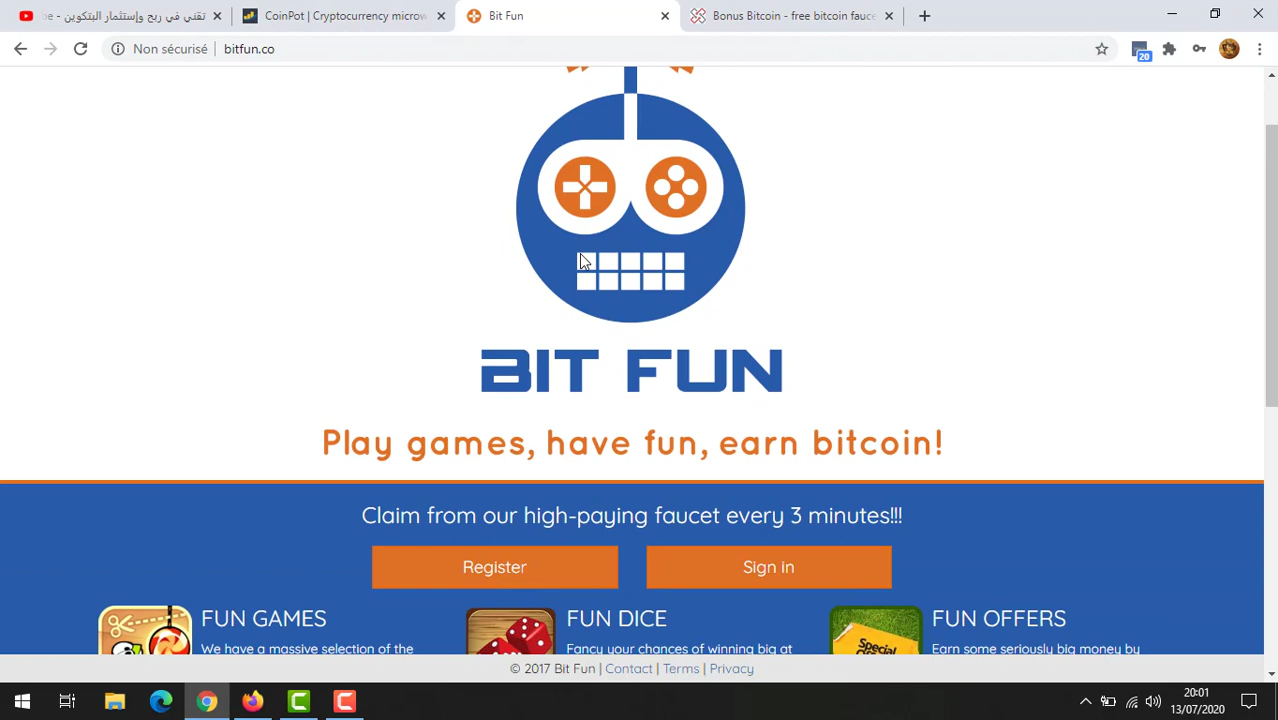 تقني في ربح وإستثمار البتكوين - be
CoinPot | Cryptocurrency microw
Bit Fun
Bonus Bitcoin - free bitcoin fauce
Non sécurisé | bitfun.co
20
BIT FUN
Play games, have fun, earn bitcoin!
Claim from our high-paying faucet every 3 minutes!!!
Register
Sign in
FUN GAMES
We have a massive selection of the
FUN DICE
Fancy your chances of winning big at
Special
FUN OFFERS
Earn some seriously big money by
© 2017 Bit Fun | Contact | Terms | Privacy
20:01
13/07/2020